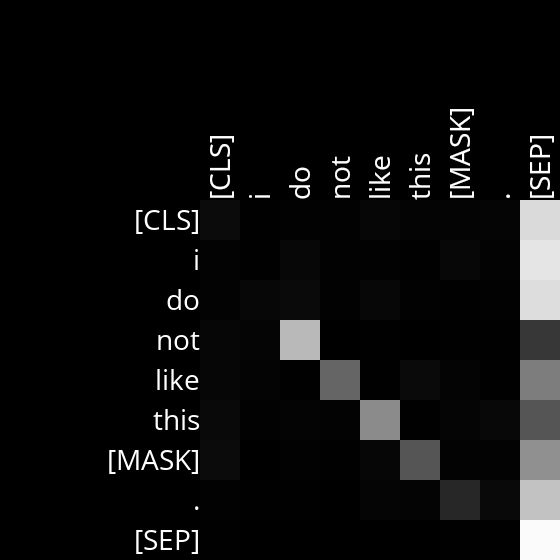 [CLS] i do not like this [MASK] . [SEP]
[CLS]
i
do
not
like
this
[MASK]
.
[SEP]